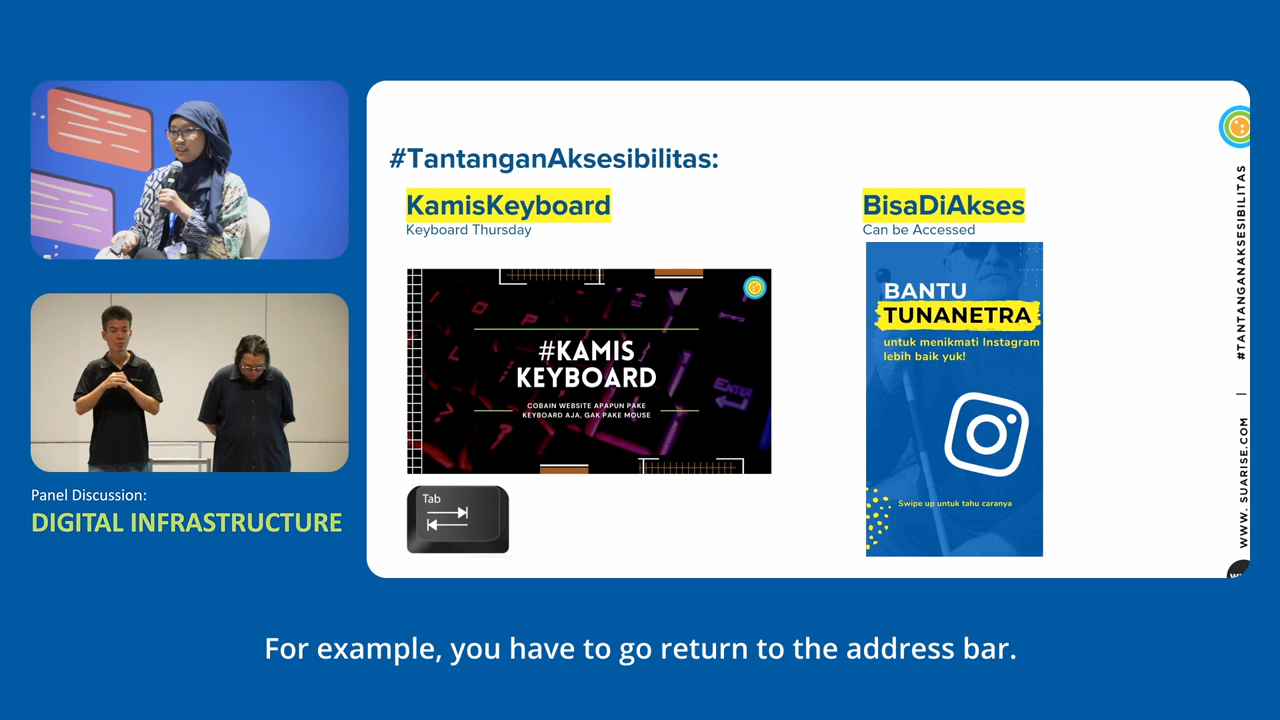 #TantanganAksesibilitas:
KamisKeyboard
Keyboard Thursday
#KAMIS
KEYBOARD
COBAIN WEBSITE APAPUN PAKE
KEYBOARD AJA, GAK PAKE MOUSE
ENTER
Tab
BisaDiAkses
Can be Accessed
BANTU
TUNANETRA
untuk menikmati Instagram
lebih baik yuk!
Swipe up untuk tahu caranya
WWW. SUARISE.COM | #TANTANGANAKSESIBILITAS
Panel Discussion:
DIGITAL INFRASTRUCTURE
For example, you have to go return to the address bar.